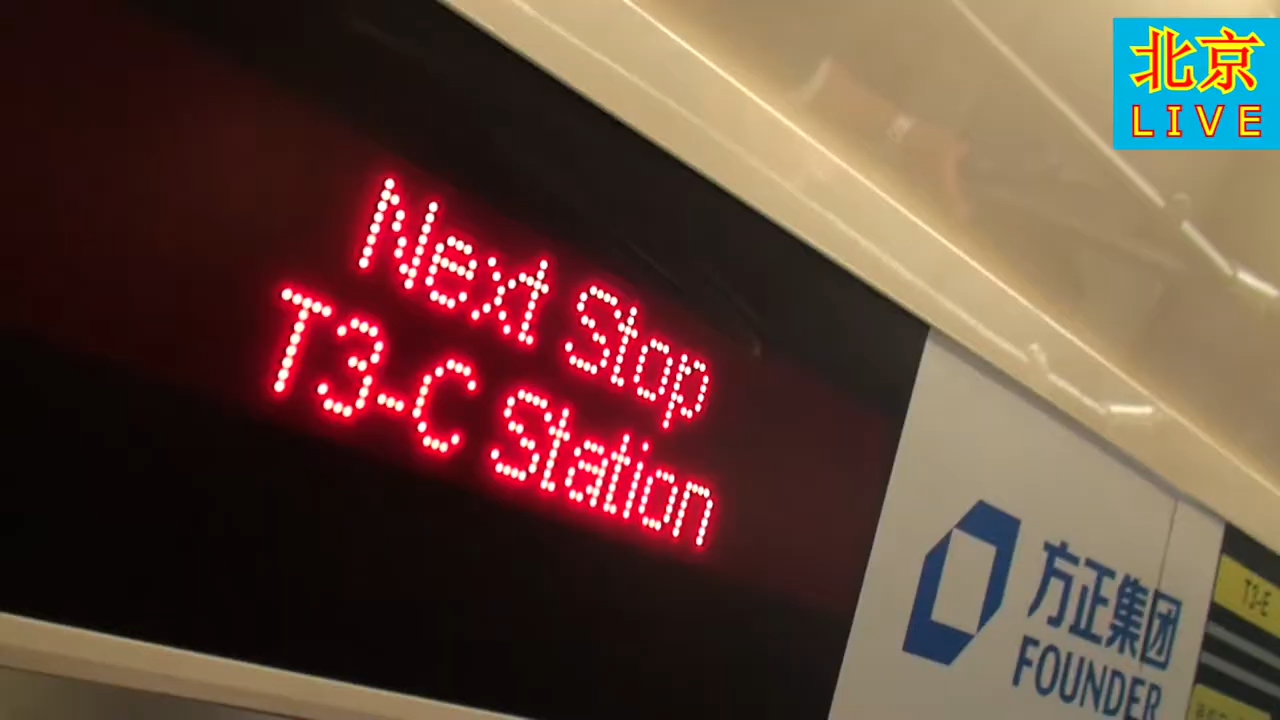 北京
LIVE
Next Stop
T3-C Station
方正集团
FOUNDER
T3-E